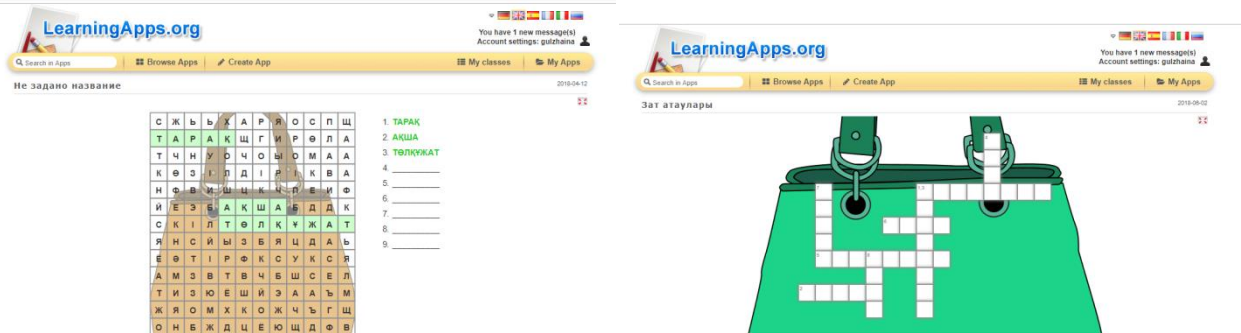 LearningApps.org
You have 1 new message(s)
Account settings: gulzhaina
Search in Apps Browse Apps Create App My classes My Apps
Не задано название 2018-04-12
С Ж Ь Ь Х А Р Я О С П Щ
Т А Р А Қ Щ Г И Р Ө Л А
Т Ч Н У О Ч О Ы О М А А
К Ө З І Л Д І Р І К В А
Н Ф В И Ш Ц К Ч П Е И Ф
Й Е Э Б А Қ Ш А Б Д Д К
С К І Л Т Ө Л Қ Ұ Ж А Т
Я Н С Й Ы З Б Я Ц Д А Ь
Ё Ө Т І Р Ф К С У К С Я
А М З В Т В Ч Б Ш С Е Л
Т И З Ю Ё Ш Й Э А А Ъ М
Ж Я О М Х К О Ж Ч Ъ Г Щ
О Н Б Ж Д Ц Е Ю Щ Д Ф В
1. ТАРАҚ
2. АҚША
3. ТӨЛҚҰЖАТ
4.
5.
6.
7.
8.
9.
LearningApps.org
You have 1 new message(s)
Account settings: gulzhaina
Search in Apps Browse Apps Create App My classes My Apps
Зат атаулары 2018-06-02